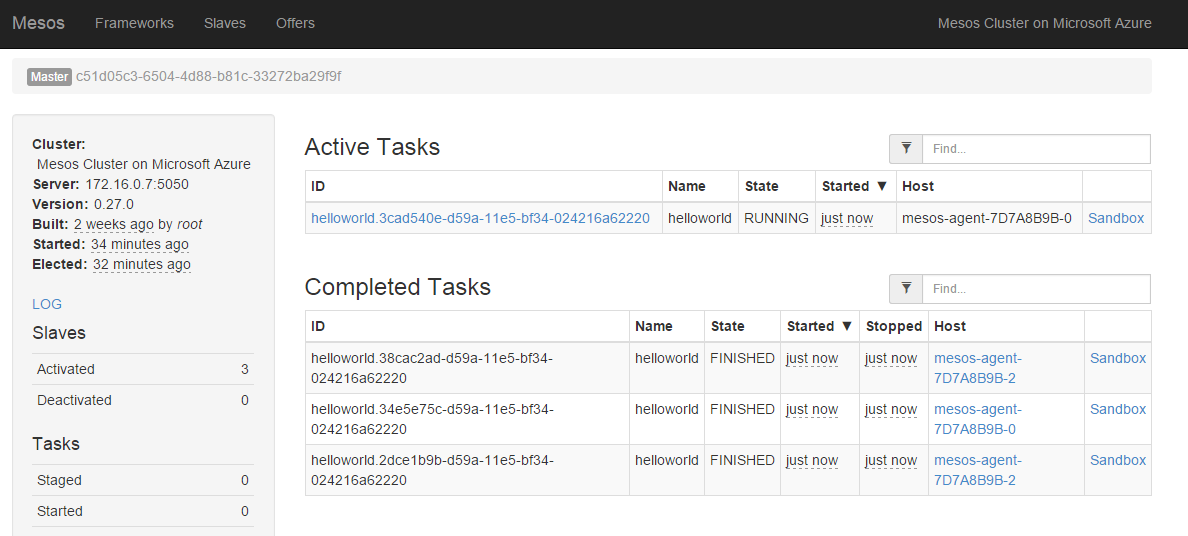 Mesos Frameworks Slaves Offers Mesos Cluster on Microsoft Azure
Master c51d05c3-6504-4d88-b81c-33272ba29f9f
Cluster:
Mesos Cluster on Microsoft Azure
Server: 172.16.0.7:5050
Version: 0.27.0
Built: 2 weeks ago by root
Started: 34 minutes ago
Elected: 32 minutes ago
LOG
Slaves
Activated 3
Deactivated 0
Tasks
Staged 0
Started 0
Active Tasks
Find...
ID Name State Started ▼ Host
helloworld.3cad540e-d59a-11e5-bf34-024216a62220 helloworld RUNNING just now mesos-agent-7D7A8B9B-0 Sandbox
Completed Tasks
Find...
ID Name State Started ▼ Stopped Host
helloworld.38cac2ad-d59a-11e5-bf34- helloworld FINISHED just now just now mesos-agent- Sandbox
024216a62220 7D7A8B9B-2
helloworld.34e5e75c-d59a-11e5-bf34- helloworld FINISHED just now just now mesos-agent- Sandbox
024216a62220 7D7A8B9B-0
helloworld.2dce1b9b-d59a-11e5-bf34- helloworld FINISHED just now just now mesos-agent- Sandbox
024216a62220 7D7A8B9B-2